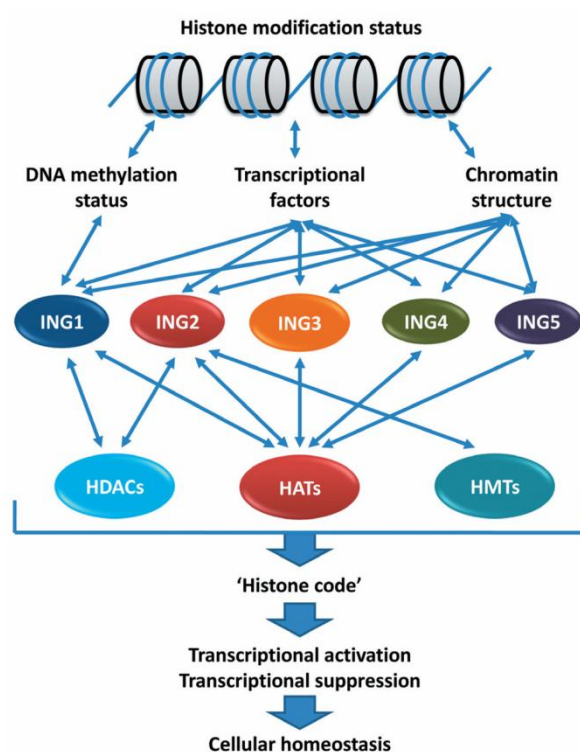 Histone modification status
DNA methylation Transcriptional Chromatin
status factors structure
ING1 ING2 ING3 ING4 ING5
HDACs HATs HMTs
‘Histone code’
Transcriptional activation
Transcriptional suppression
Cellular homeostasis